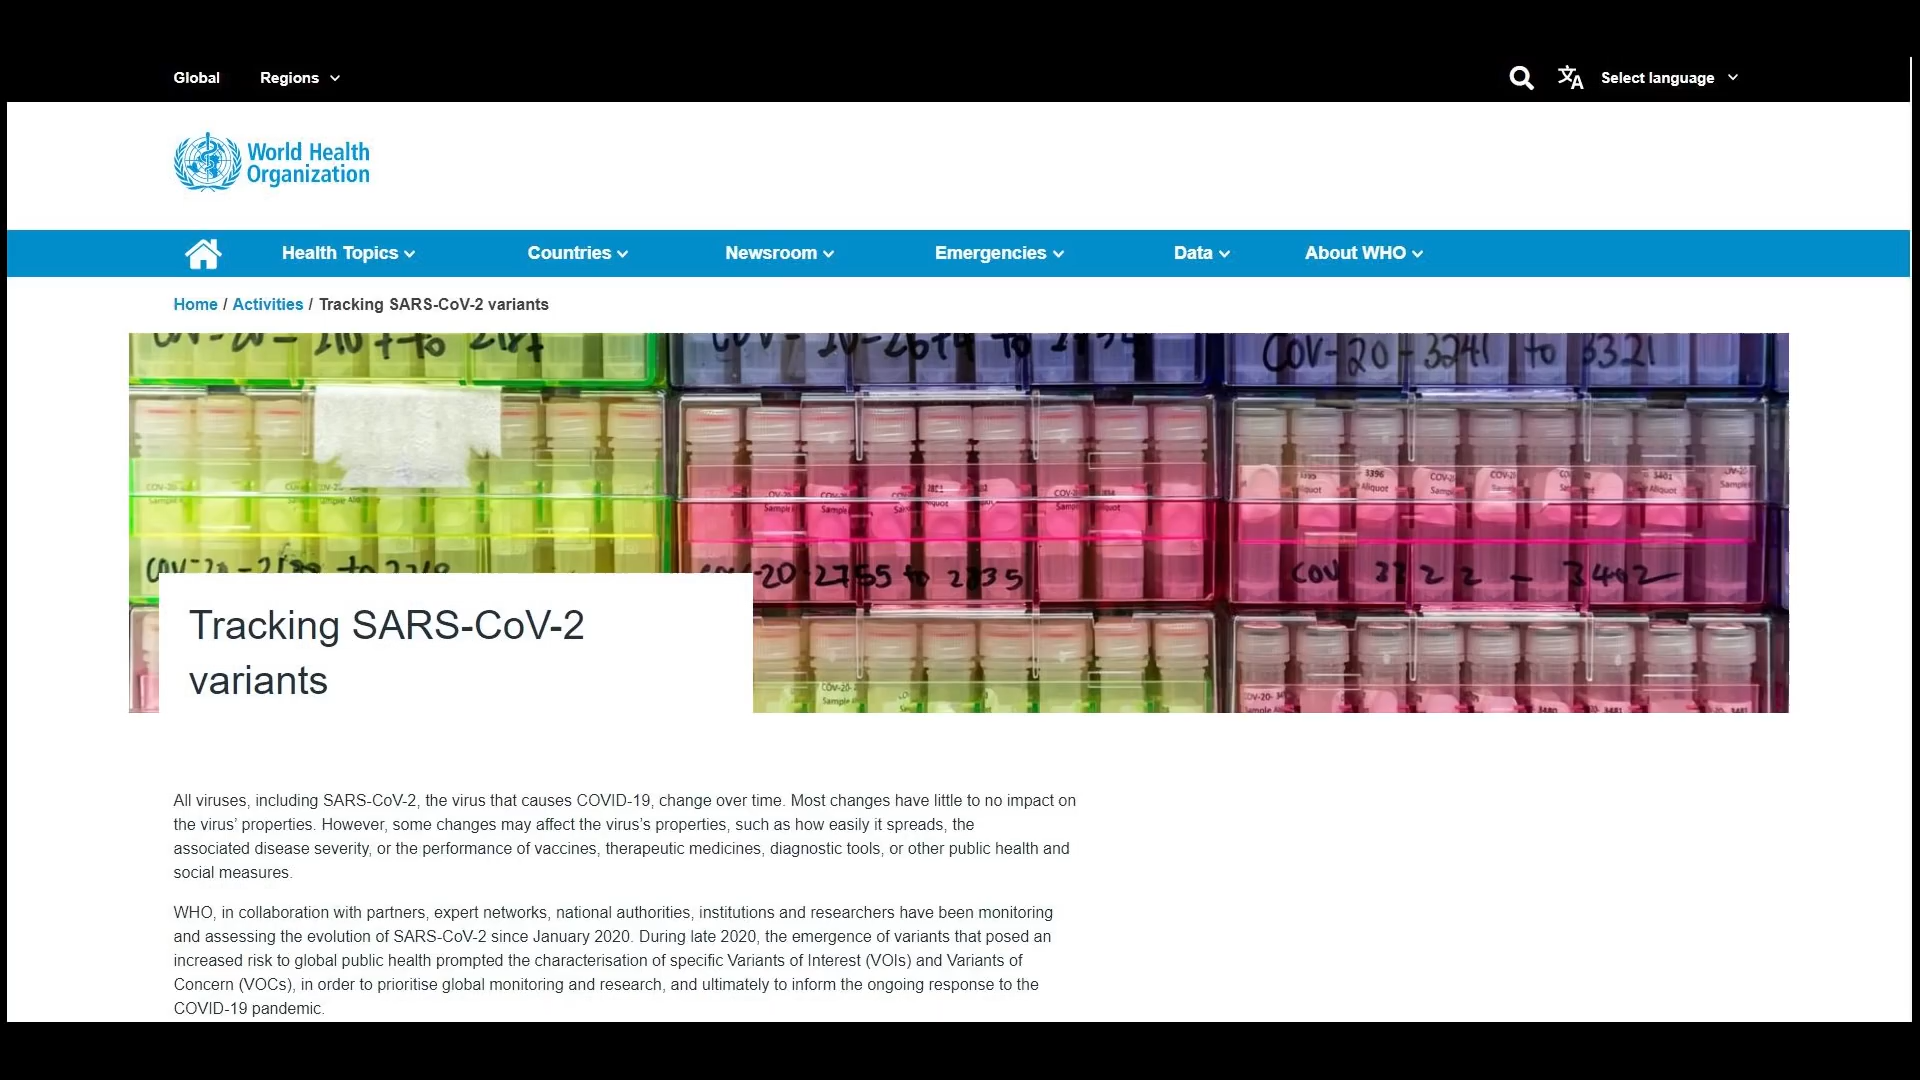 Global Regions Select language
World Health
Organization
Health Topics Countries Newsroom Emergencies Data About WHO
Home / Activities / Tracking SARS-CoV-2 variants
COV-20-3241 to 3321
3396
COV-20-2755 to 2835
COV 3322 - 3402
Tracking SARS-CoV-2
variants
All viruses, including SARS-CoV-2, the virus that causes COVID-19, change over time. Most changes have little to no impact on
the virus’ properties. However, some changes may affect the virus’s properties, such as how easily it spreads, the
associated disease severity, or the performance of vaccines, therapeutic medicines, diagnostic tools, or other public health and
social measures.
WHO, in collaboration with partners, expert networks, national authorities, institutions and researchers have been monitoring
and assessing the evolution of SARS-CoV-2 since January 2020. During late 2020, the emergence of variants that posed an
increased risk to global public health prompted the characterisation of specific Variants of Interest (VOIs) and Variants of
Concern (VOCs), in order to prioritise global monitoring and research, and ultimately to inform the ongoing response to the
COVID-19 pandemic.